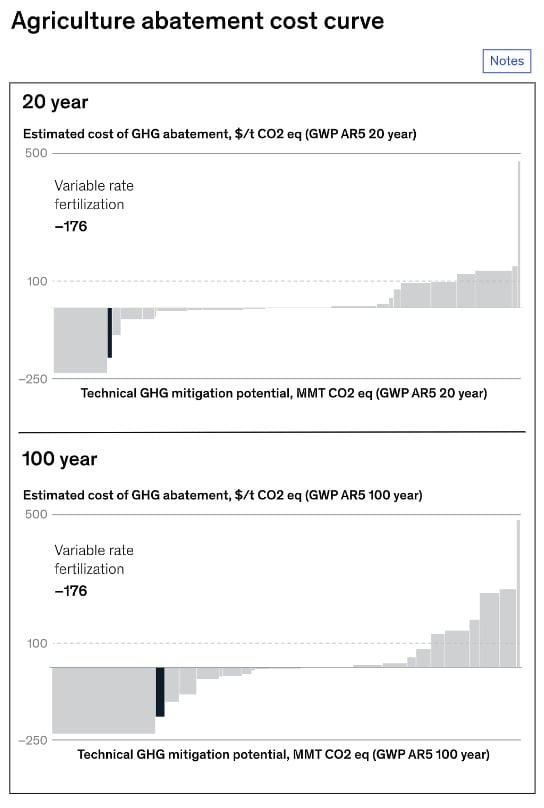 Agriculture abatement cost curve
Notes
20 year
Estimated cost of GHG abatement, $/t CO2 eq (GWP AR5 20 year)
500
Variable rate
fertilization
–176
100
–250
Technical GHG mitigation potential, MMT CO2 eq (GWP AR5 20 year)
100 year
Estimated cost of GHG abatement, $/t CO2 eq (GWP AR5 100 year)
500
Variable rate
fertilization
–176
100
–250
Technical GHG mitigation potential, MMT CO2 eq (GWP AR5 100 year)